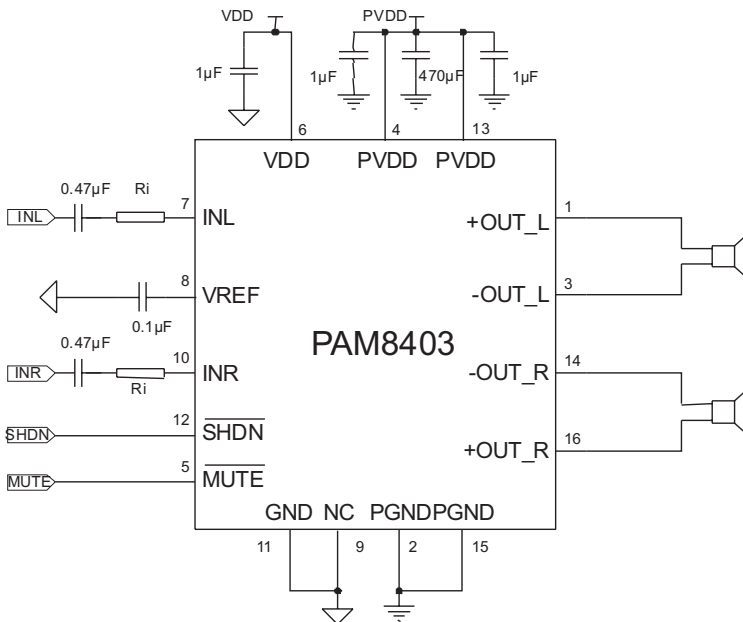 VDD
PVDD
1µF
1µF
470µF
1µF
6
4
13
VDD
PVDD
PVDD
0.47µF
Ri
INL
7
INL
1
+OUT_L
8
VREF
0.1µF
3
-OUT_L
PAM8403
0.47µF
INR
Ri
10
INR
14
-OUT_R
SHDN
12
SHDN
16
+OUT_R
MUTE
5
MUTE
GND
NC
PGND
PGND
11
9
2
15